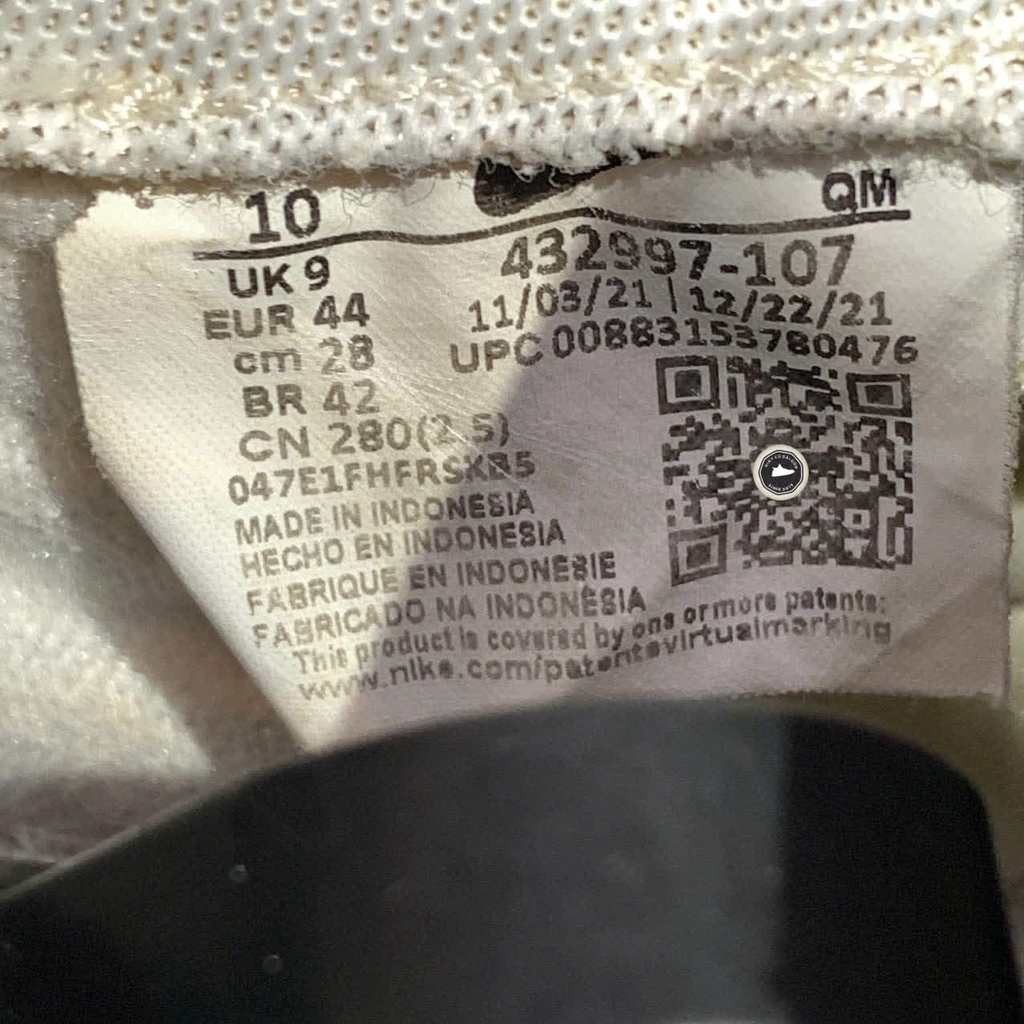 10
QM
UK 9
432997-107
EUR 44
11/03/21 | 12/22/21
cm 28
UPC 00883153780476
BR 42
CN 280(2.5)
MADE IN INDONESIA
HECHO EN INDONESIA
FABRIQUE EN INDONESIE
FABRICADO NA INDONÉSIA
This product is covered by one or more patents:
www.nike.com/patentsvirtualmarking